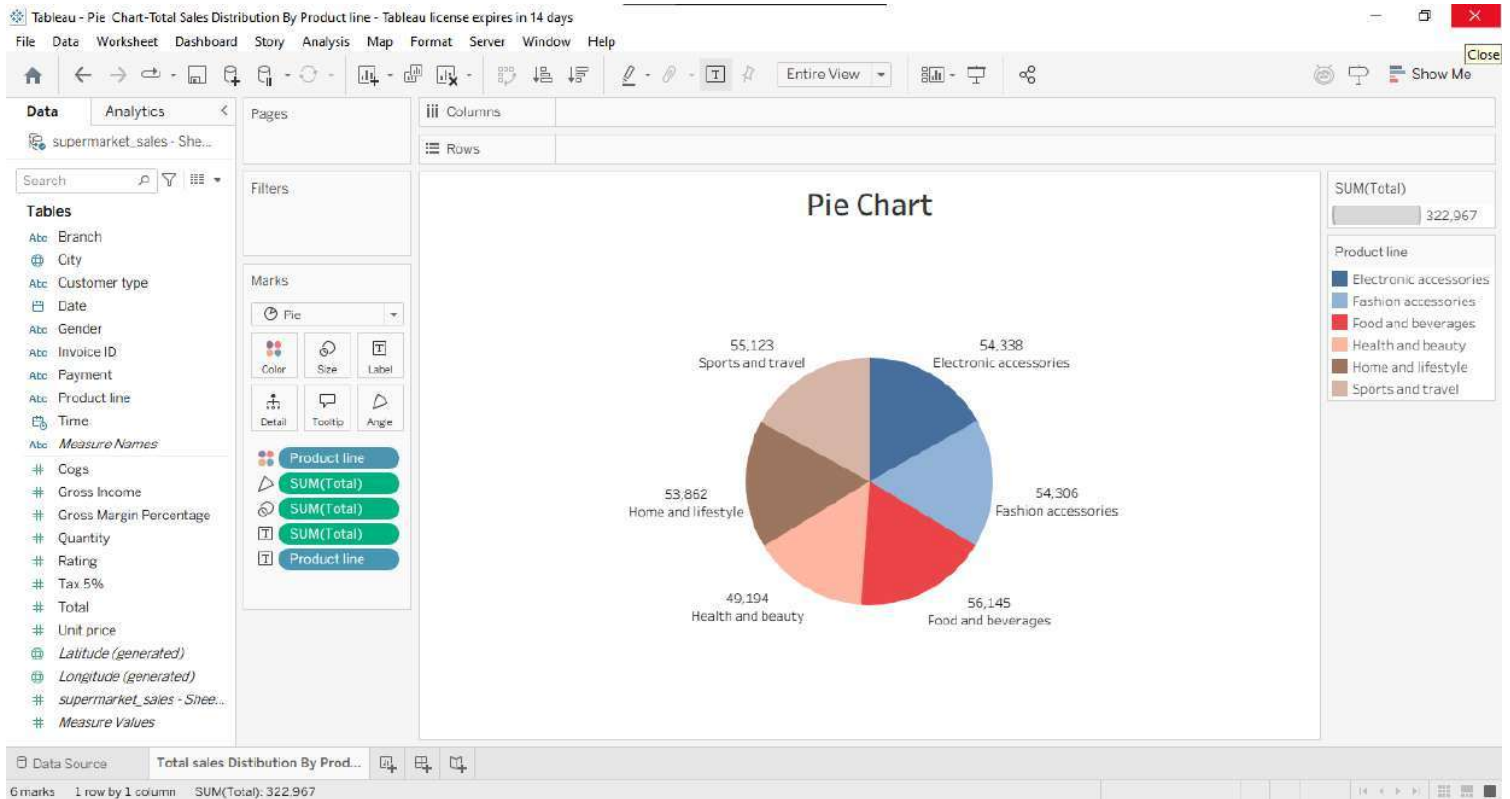 Tableau - Pie Chart-Total Sales Distribution By Product line - Tableau license expires in 14 days
File Data Worksheet Dashboard Story Analysis Map Format Server Window Help
Close
Entire View
Show Me
Data Analytics
supermarket_sales - She...
Search
Tables
Abc Branch
City
Abc Customer type
Date
Abc Gender
Abc Invoice ID
Abc Payment
Abc Product line
Time
Abc Measure Names
# Cogs
# Gross Income
# Gross Margin Percentage
# Quantity
# Rating
# Tax 5%
# Total
# Unit price
Latitude (generated)
Longitude (generated)
# supermarket_sales - Shee...
# Measure Values
Pages
Filters
Marks
Pie
Color Size Label
Detail Tooltip Angle
Product line
SUM(Total)
SUM(Total)
SUM(Total)
Product line
Columns
Rows
Pie Chart
55,123
Sports and travel
54,338
Electronic accessories
53,862
Home and lifestyle
54,306
Fashion accessories
49,194
Health and beauty
56,145
Food and beverages
SUM(Total)
322,967
Product line
Electronic accessories
Fashion accessories
Food and beverages
Health and beauty
Home and lifestyle
Sports and travel
Data Source Total sales Distibution By Prod...
6 marks 1 row by 1 column SUM(Total): 322,967